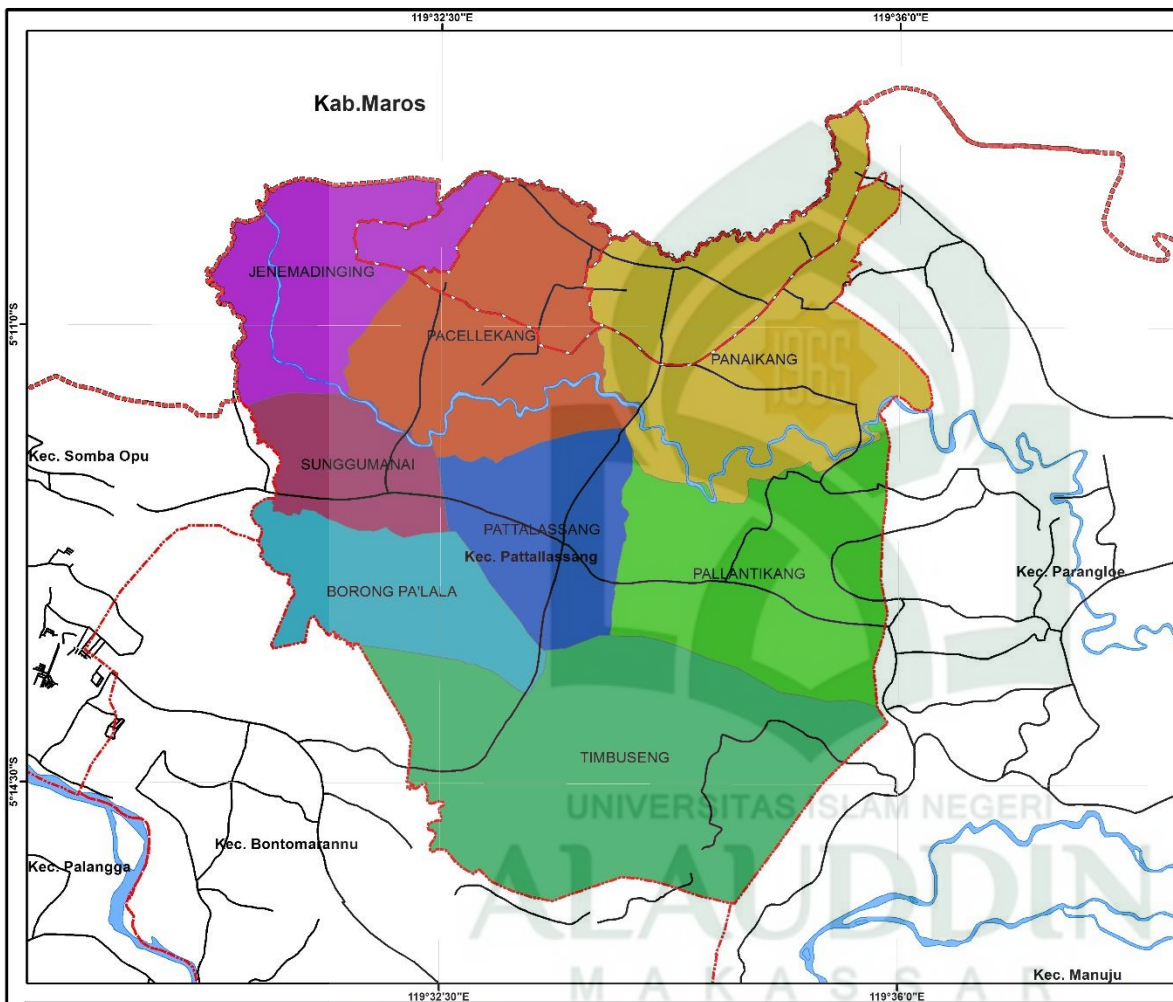 119°32'30"E
119°36'0"E
Kab.Maros
JENEMADINGING
5°11'0"S
PACELLEKANG
PANAIKANG
1965
Kec. Somba Opu
SUNGGUMANAI
PATTALASSANG
Kec. Pattallassang
PALLANTIKANG
Kec. Parangloe
BORONG PA'LALA
TIMBUSENG
5°14'30"S
UNIVERSITAS ISLAM NEGERI
Kec. Bontomarannu
Kec. Palangga
ALAUDDIN
Kec. Manuju
MAKASSAR
119°32'30"E
119°36'0"E